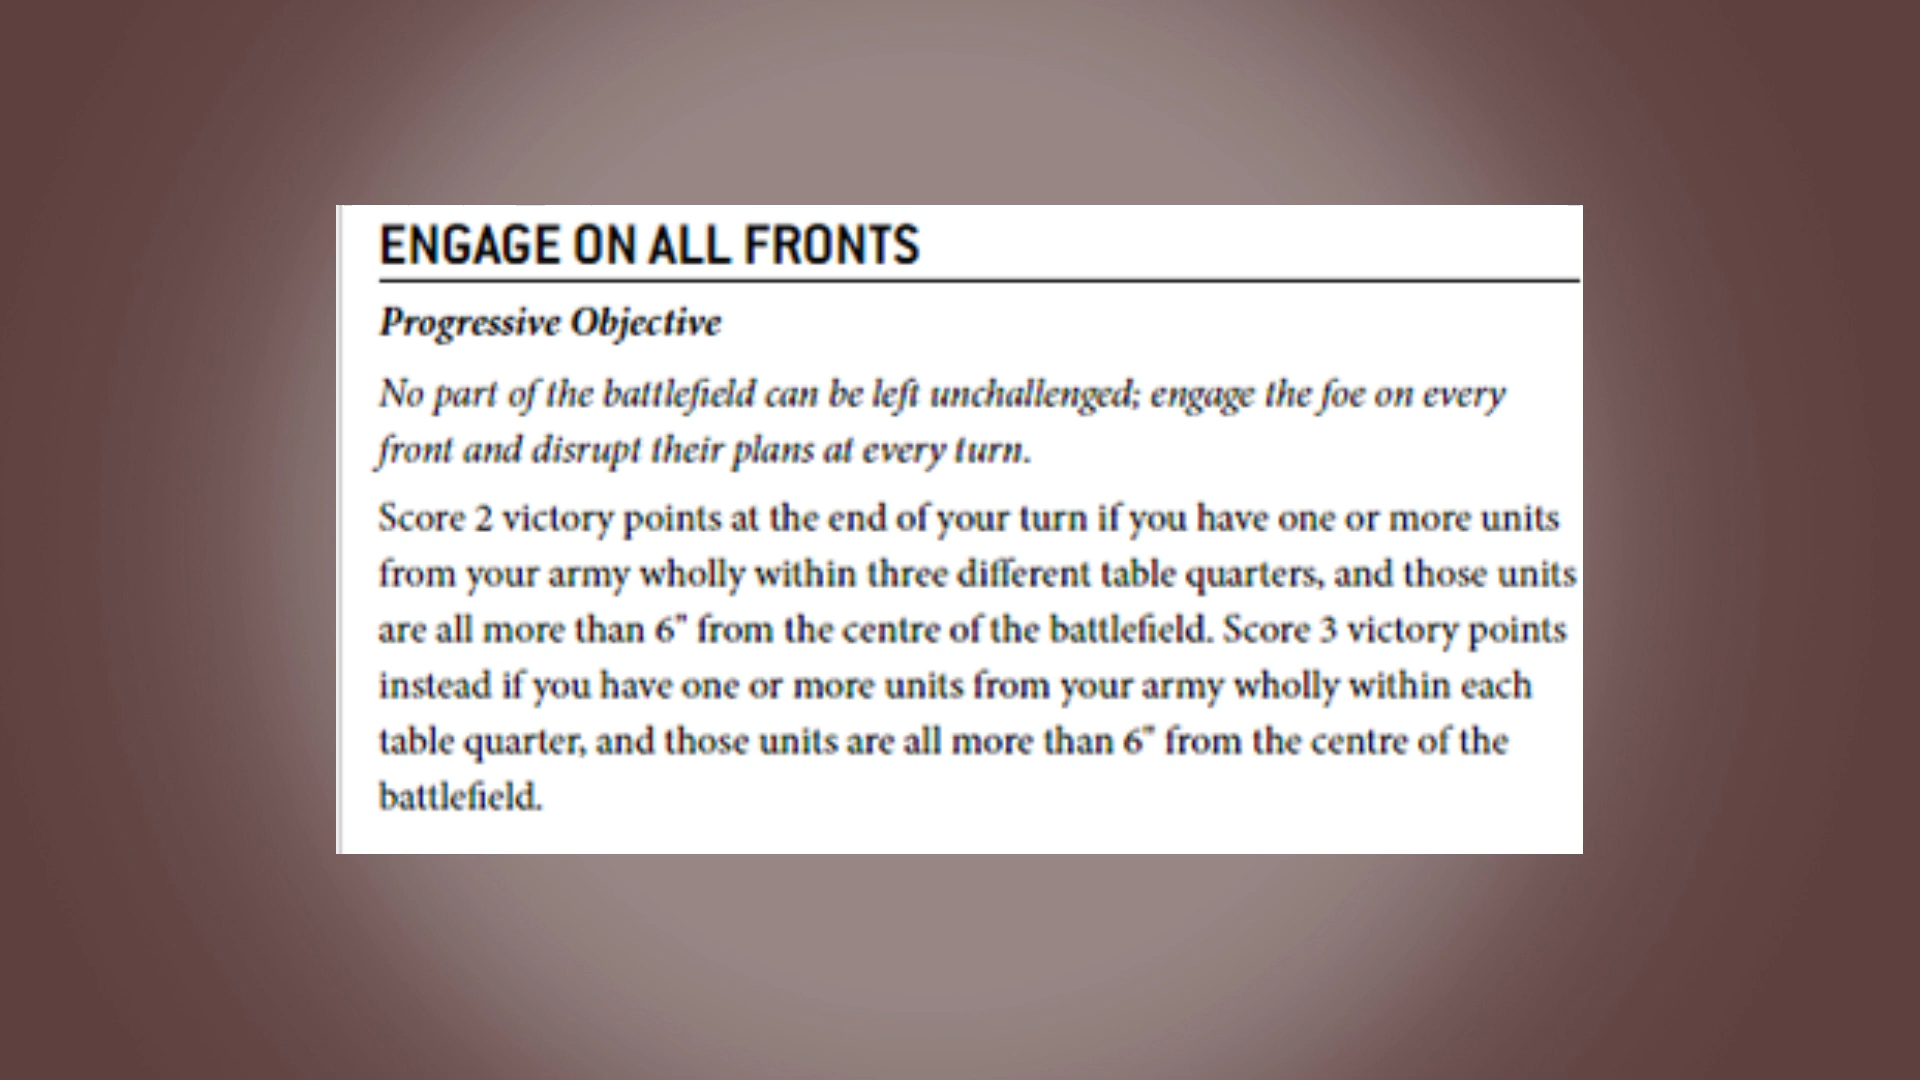 ENGAGE ON ALL FRONTS
Progressive Objective
No part of the battlefield can be left unchallenged; engage the foe on every
front and disrupt their plans at every turn.
Score 2 victory points at the end of your turn if you have one or more units
from your army wholly within three different table quarters, and those units
are all more than 6" from the centre of the battlefield. Score 3 victory points
instead if you have one or more units from your army wholly within each
table quarter, and those units are all more than 6" from the centre of the
battlefield.